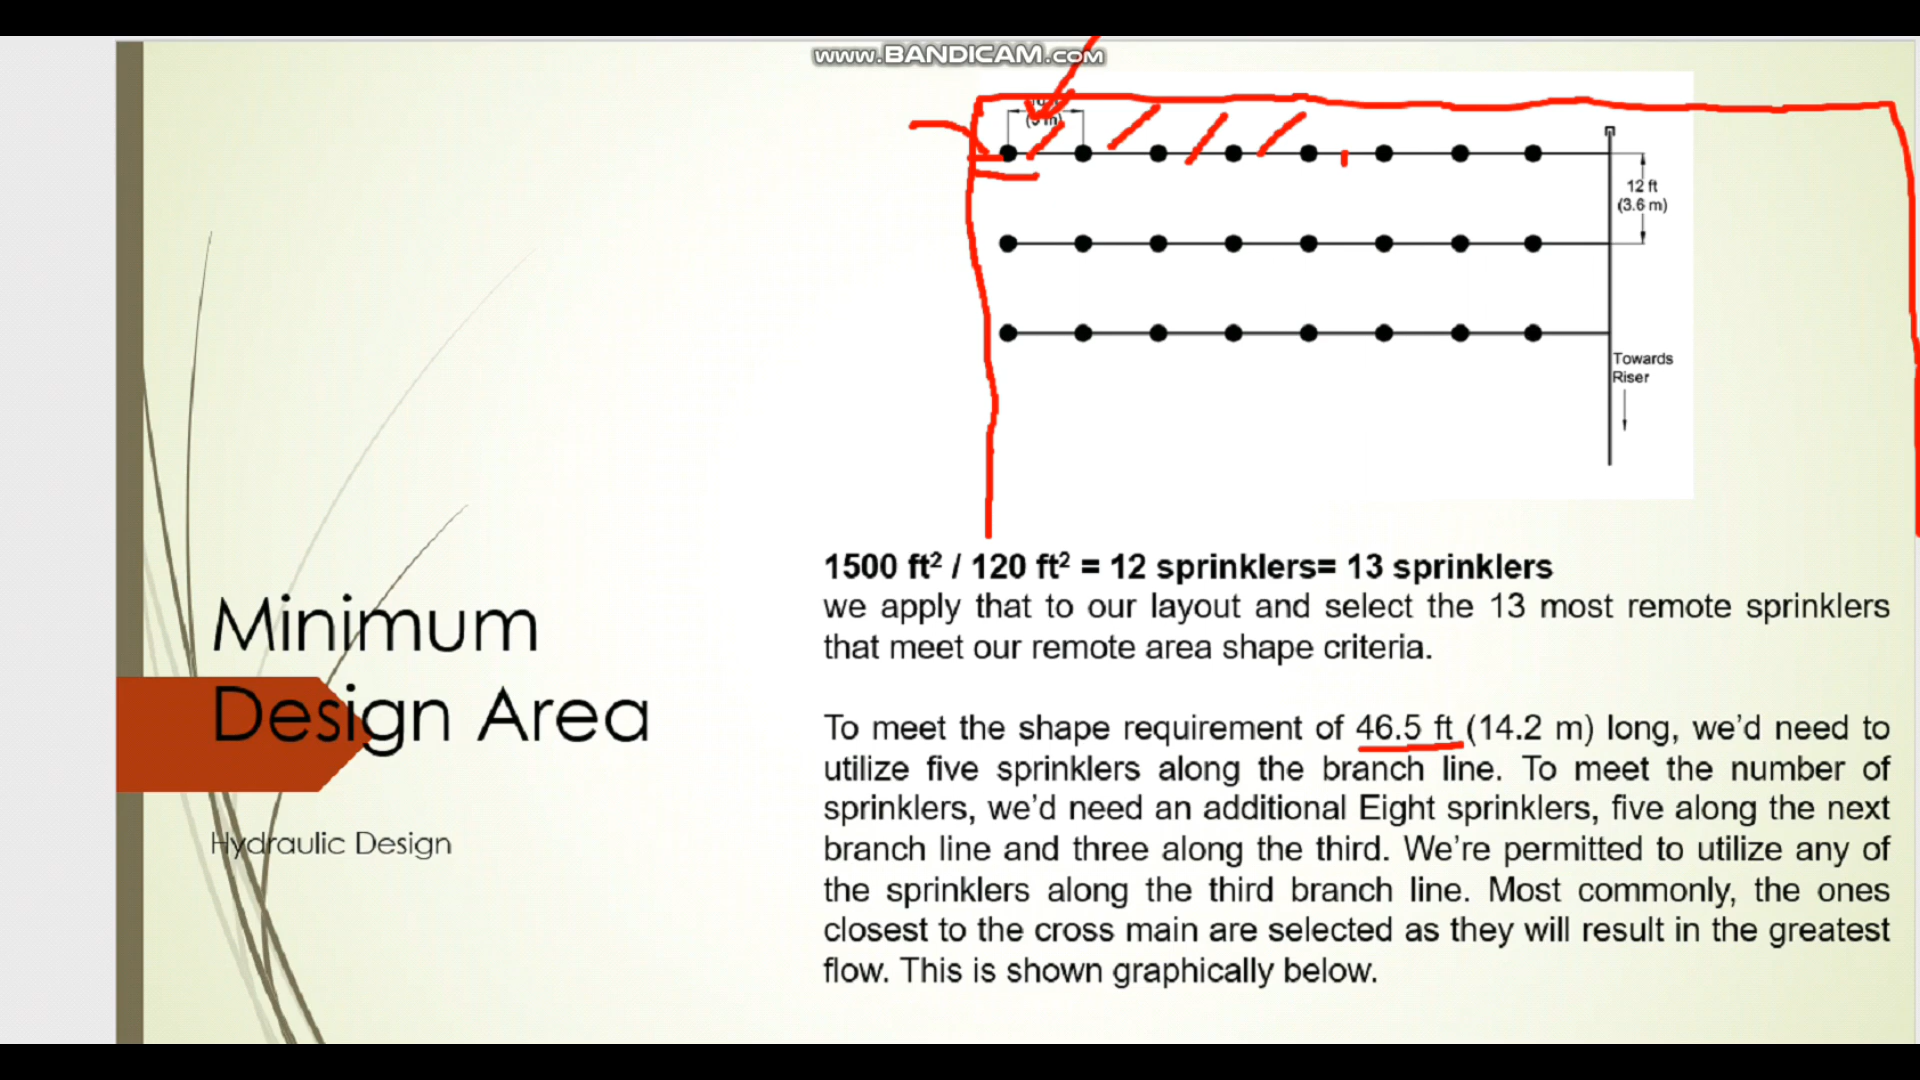 www.BANDICAM.com
(3 m)
12 ft
(3.6 m)
Towards
Riser
1500 ft² / 120 ft² = 12 sprinklers= 13 sprinklers
we apply that to our layout and select the 13 most remote sprinklers
that meet our remote area shape criteria.
To meet the shape requirement of 46.5 ft (14.2 m) long, we’d need to
utilize five sprinklers along the branch line. To meet the number of
sprinklers, we’d need an additional Eight sprinklers, five along the next
branch line and three along the third. We’re permitted to utilize any of
the sprinklers along the third branch line. Most commonly, the ones
closest to the cross main are selected as they will result in the greatest
flow. This is shown graphically below.
Minimum
Design Area
Hydraulic Design